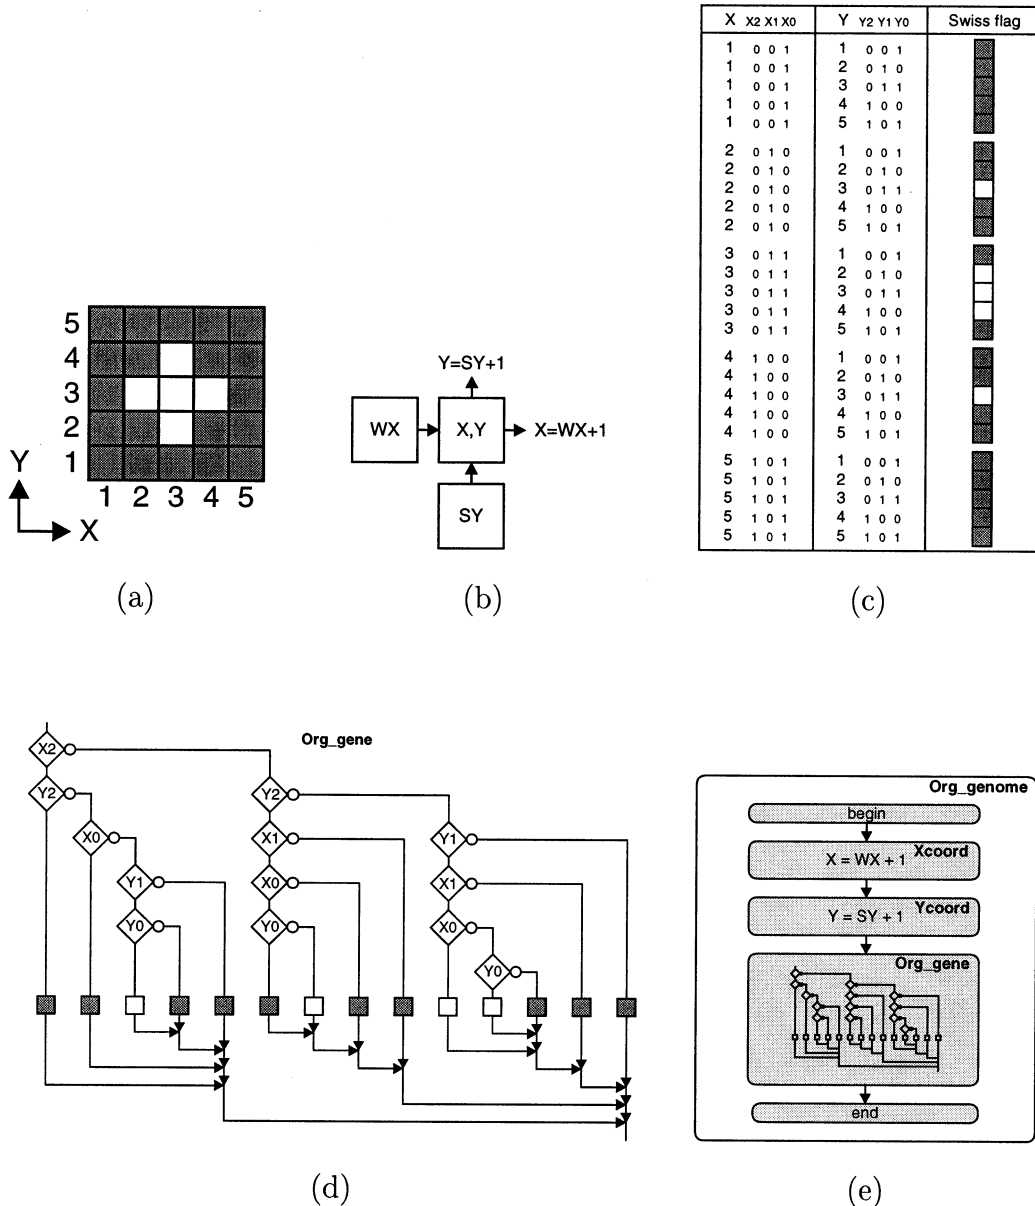 X X2 X1 X0 Y Y2 Y1 Y0 Swiss flag
1 0 0 1 1 0 0 1
1 0 0 1 2 0 1 0
1 0 0 1 3 0 1 1
1 0 0 1 4 1 0 0
1 0 0 1 5 1 0 1
2 0 1 0 1 0 0 1
2 0 1 0 2 0 1 0
2 0 1 0 3 0 1 1
2 0 1 0 4 1 0 0
2 0 1 0 5 1 0 1
3 0 1 1 1 0 0 1
3 0 1 1 2 0 1 0
3 0 1 1 3 0 1 1
3 0 1 1 4 1 0 0
3 0 1 1 5 1 0 1
4 1 0 0 1 0 0 1
4 1 0 0 2 0 1 0
4 1 0 0 3 0 1 1
4 1 0 0 4 1 0 0
4 1 0 0 5 1 0 1
5 1 0 1 1 0 0 1
5 1 0 1 2 0 1 0
5 1 0 1 3 0 1 1
5 1 0 1 4 1 0 0
5 1 0 1 5 1 0 1
5
4
3
2
1
Y
1 2 3 4 5
X
Y=SY+1
WX X,Y X=WX+1
SY
(a) (b) (c)
Org_gene
X2
Y2 Y2
X0 X1 Y1
Y1 X0 X1
Y0 Y0 X0
Y0
(d)
Org_genome
begin
Xcoord
X = WX + 1
Ycoord
Y = SY + 1
Org_gene
end
(e)